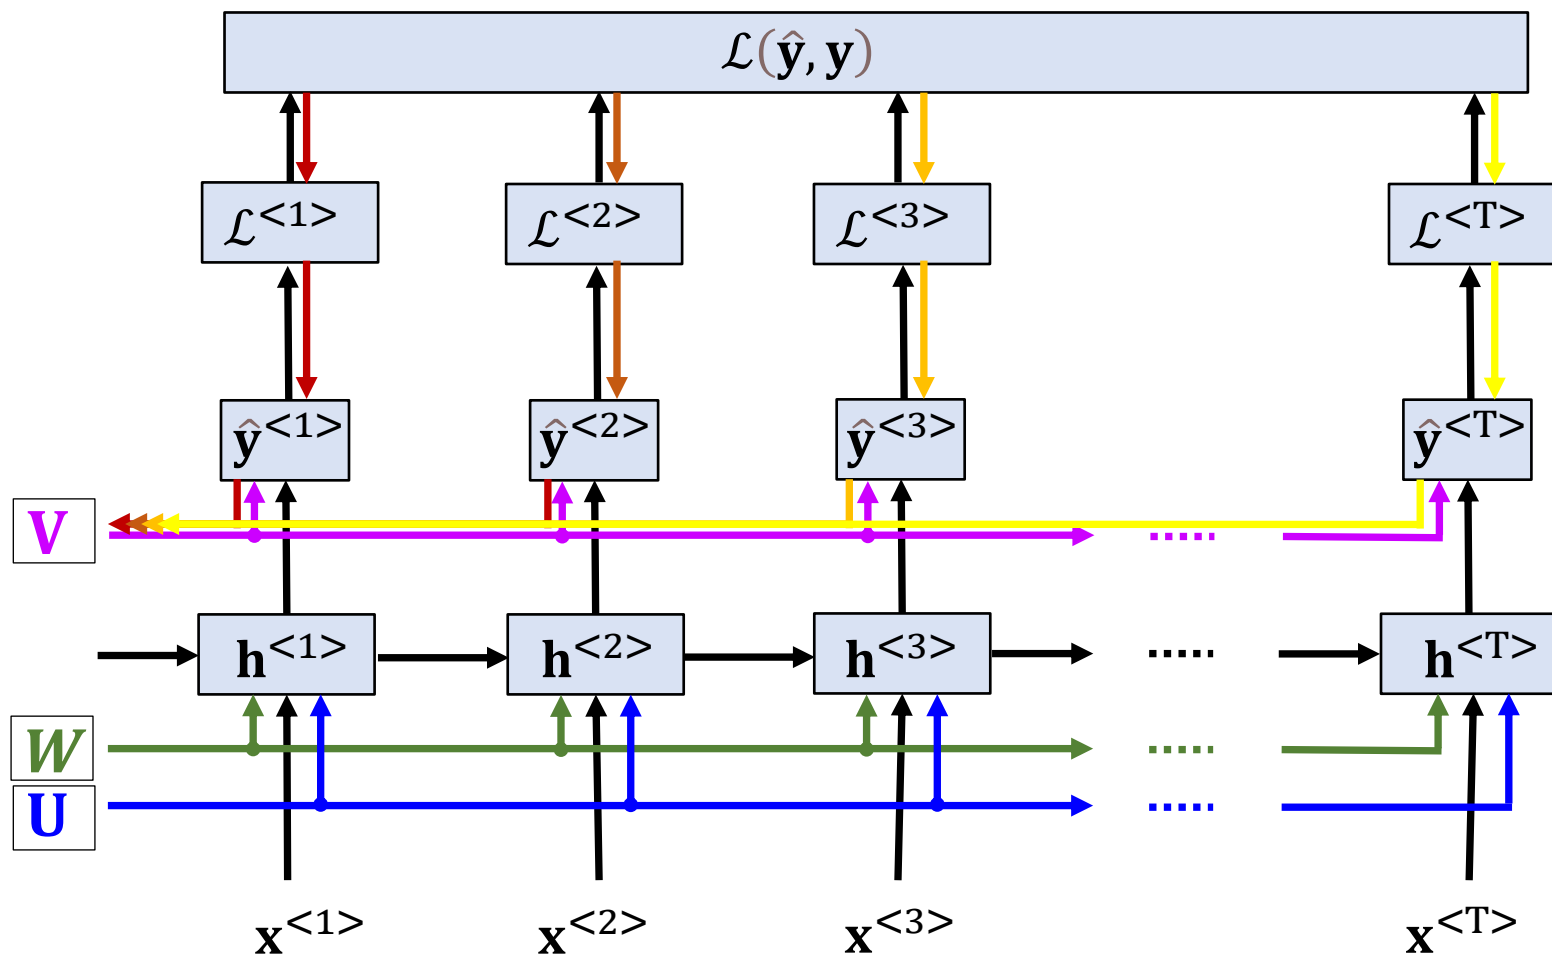 ℒ(ŷ, y)
ℒ<1> ℒ<2> ℒ<3> ℒ<T>
ŷ<1> ŷ<2> ŷ<3> ŷ<T>
V
h<1> h<2> h<3> h<T>
W
U
x<1> x<2> x<3> x<T>